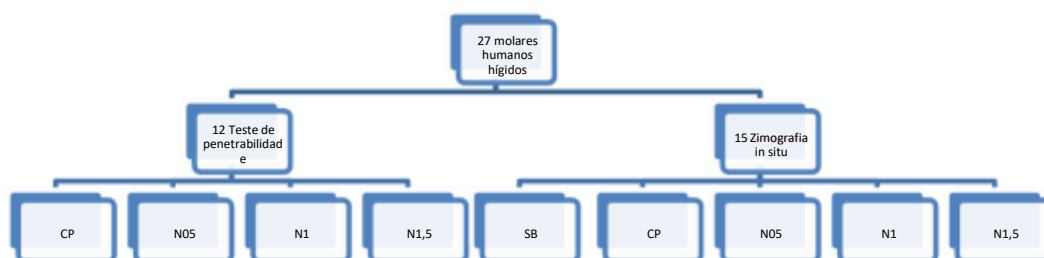 27 molares
humanos
hígidos
12 Teste de
penetrabilidad
e
15 Zimografia
in situ
CP
N05
N1
N1,5
SB
CP
N05
N1
N1,5